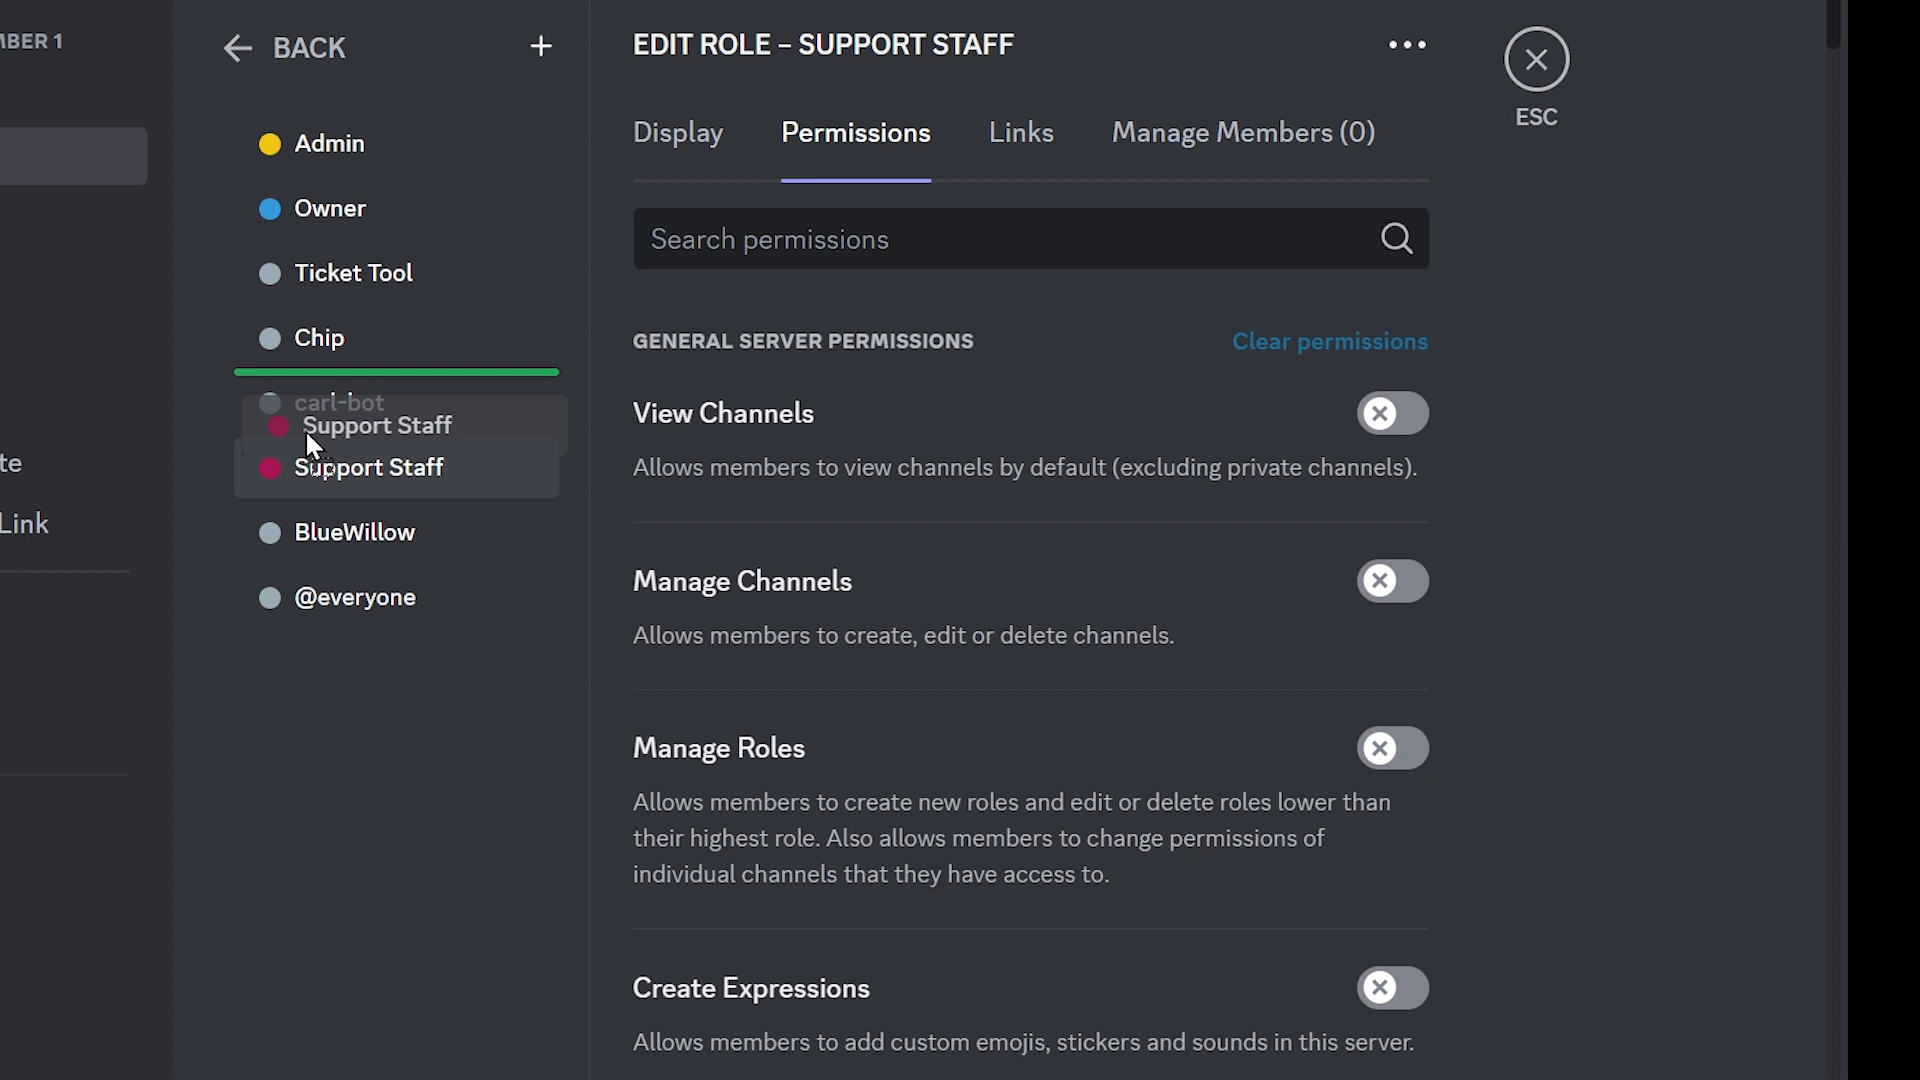 MBER 1
te
Link
BACK
+
Admin
Owner
Ticket Tool
Chip
carl-bot
Support Staff
Support Staff
BlueWillow
@everyone
EDIT ROLE – SUPPORT STAFF
ESC
Display Permissions Links Manage Members (0)
Search permissions
GENERAL SERVER PERMISSIONS Clear permissions
View Channels
Allows members to view channels by default (excluding private channels).
Manage Channels
Allows members to create, edit or delete channels.
Manage Roles
Allows members to create new roles and edit or delete roles lower than
their highest role. Also allows members to change permissions of
individual channels that they have access to.
Create Expressions
Allows members to add custom emojis, stickers and sounds in this server.